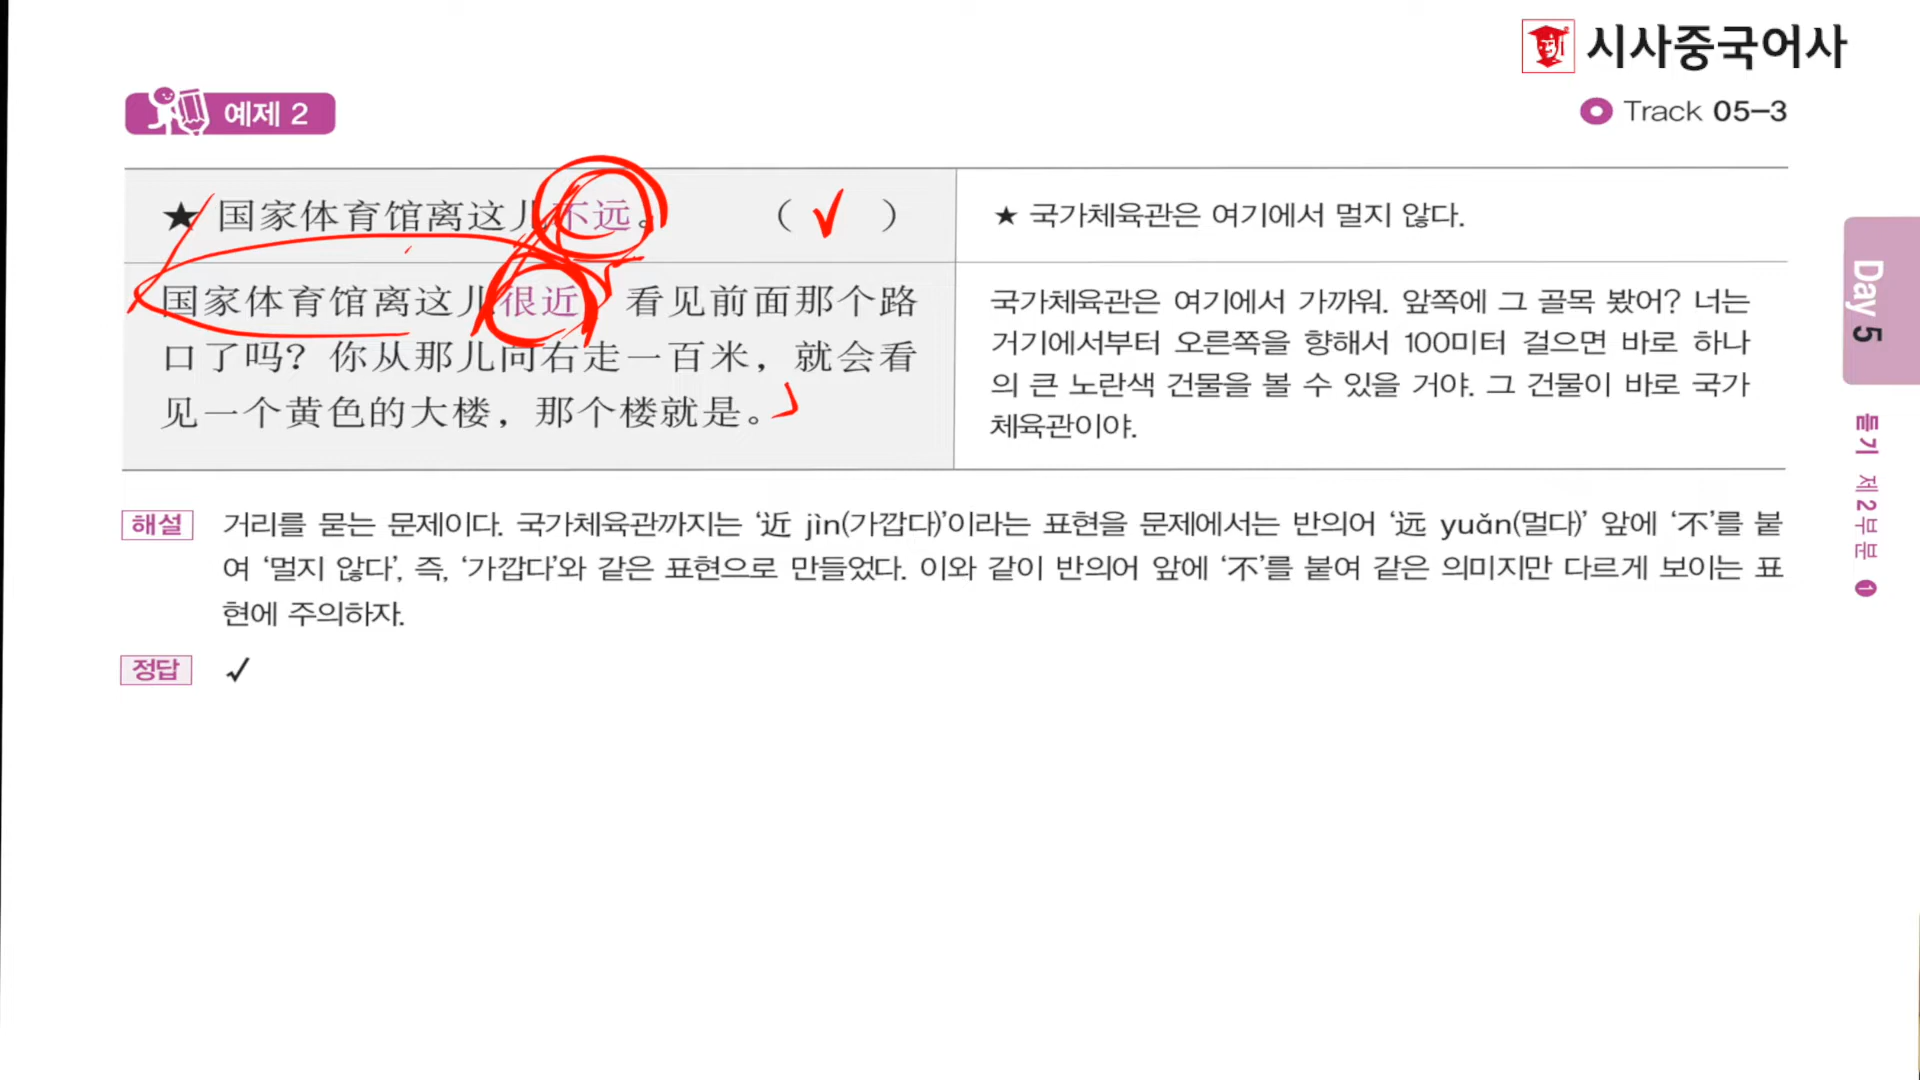 시사중국어사
예제 2
Track 05-3
★ 国家体育馆离这儿不远。 ( ✓ )
★ 국가체육관은 여기에서 멀지 않다.
国家体育馆离这儿很近，看见前面那个路
口了吗？你从那儿向右走一百米，就会看
见一个黄色的大楼，那个楼就是。
국가체육관은 여기에서 가까워. 앞쪽에 그 골목 봤어? 너는
거기에서부터 오른쪽을 향해서 100미터 걸으면 바로 하나
의 큰 노란색 건물을 볼 수 있을 거야. 그 건물이 바로 국가
체육관이야.
해설 거리를 묻는 문제이다. 국가체육관까지는 ‘近 jìn(가깝다)’이라는 표현을 문제에서는 반의어 ‘远 yuǎn(멀다)’ 앞에 ‘不’를 붙
여 ‘멀지 않다’, 즉, ‘가깝다’와 같은 표현으로 만들었다. 이와 같이 반의어 앞에 ‘不’를 붙여 같은 의미지만 다르게 보이는 표
현에 주의하자.
정답 ✓
Day 5
듣기 제2부분 1